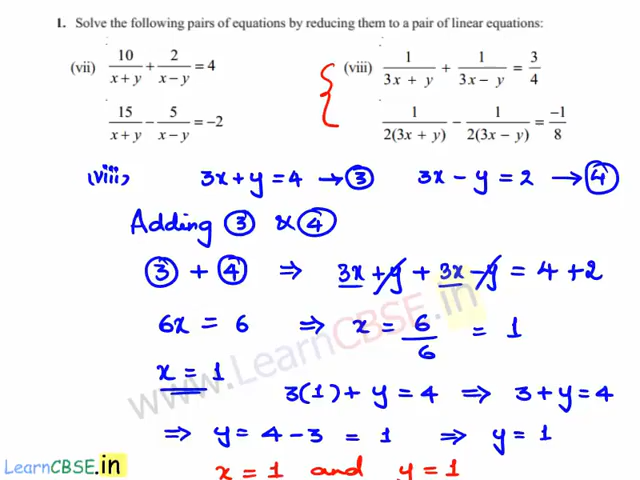 1. Solve the following pairs of equations by reducing them to a pair of linear equations:
(vii) 10/(x + y) + 2/(x – y) = 4 (viii) 1/(3x + y) + 1/(3x – y) = 3/4
15/(x + y) – 5/(x – y) = –2 1/(2(3x + y)) – 1/(2(3x – y)) = –1/8
(viii) 3x + y = 4 → ③ 3x – y = 2 → ④
Adding ③ & ④
③ + ④ ⇒ 3x + y + 3x – y = 4 + 2
6x = 6 ⇒ x = 6/6 = 1
x = 1
3(1) + y = 4 ⇒ 3 + y = 4
⇒ y = 4 – 3 = 1 ⇒ y = 1
x = 1 and y = 1
www.LearnCBSE.in
LearnCBSE.in